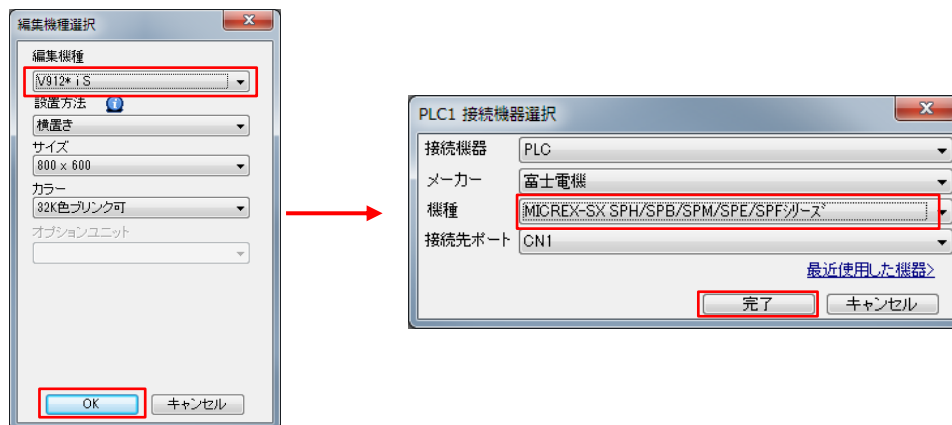 編集機種選択
編集機種
V912* i S
設置方法
横置き
サイズ
800 x 600
カラー
32K色ブリンク可
オプションユニット
OK キャンセル
PLC1 接続機器選択
接続機器 PLC
メーカー 富士電機
機種 MICREX-SX SPH/SPB/SPM/SPE/SPFシリーズ
接続先ポート CN1
最近使用した機器>
完了 キャンセル